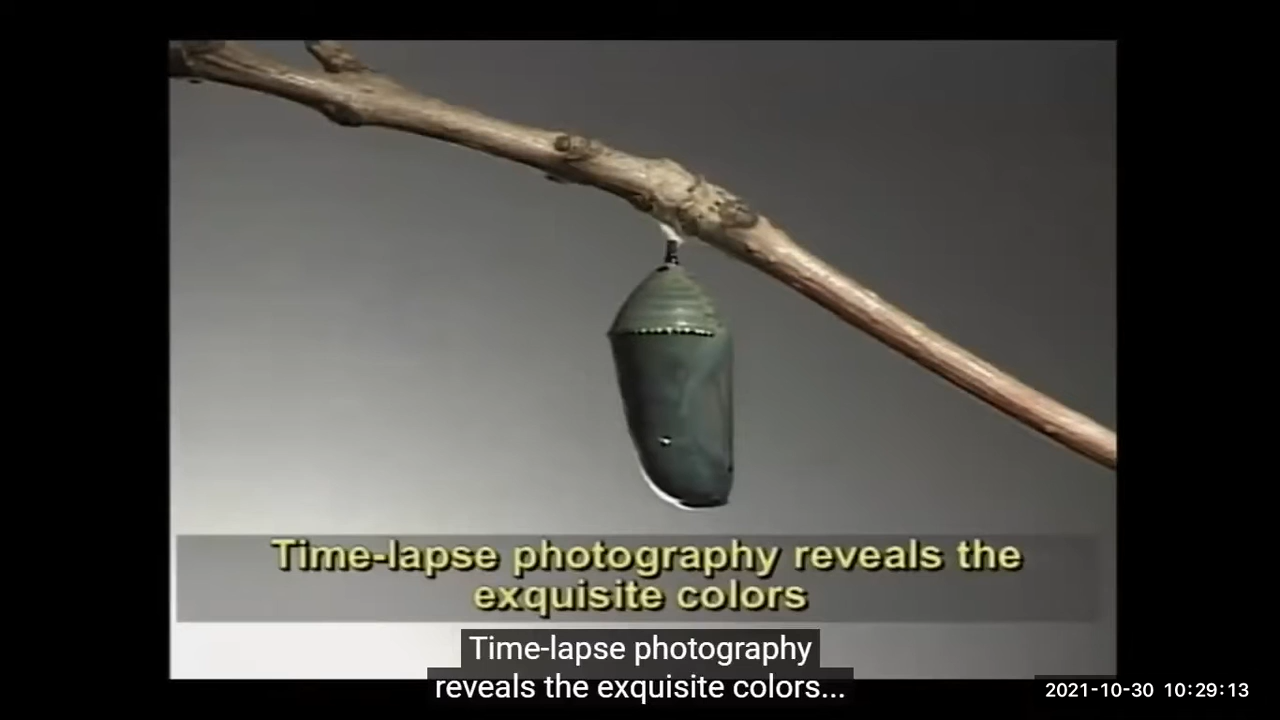 Time-lapse photography reveals the
exquisite colors
Time-lapse photography
reveals the exquisite colors...
2021-10-30 10:29:13